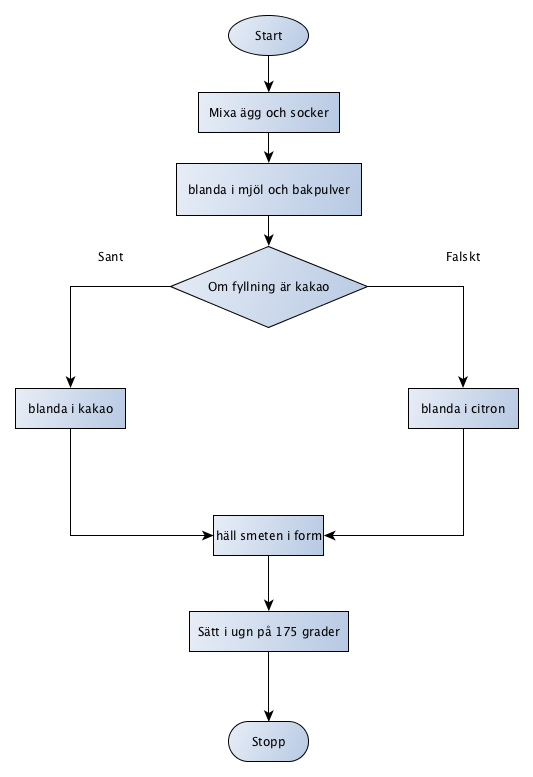 Start
Mixa ägg och socker
blanda i mjöl och bakpulver
Sant
Falskt
Om fyllning är kakao
blanda i kakao
blanda i citron
häll smeten i form
Sätt i ugn på 175 grader
Stopp